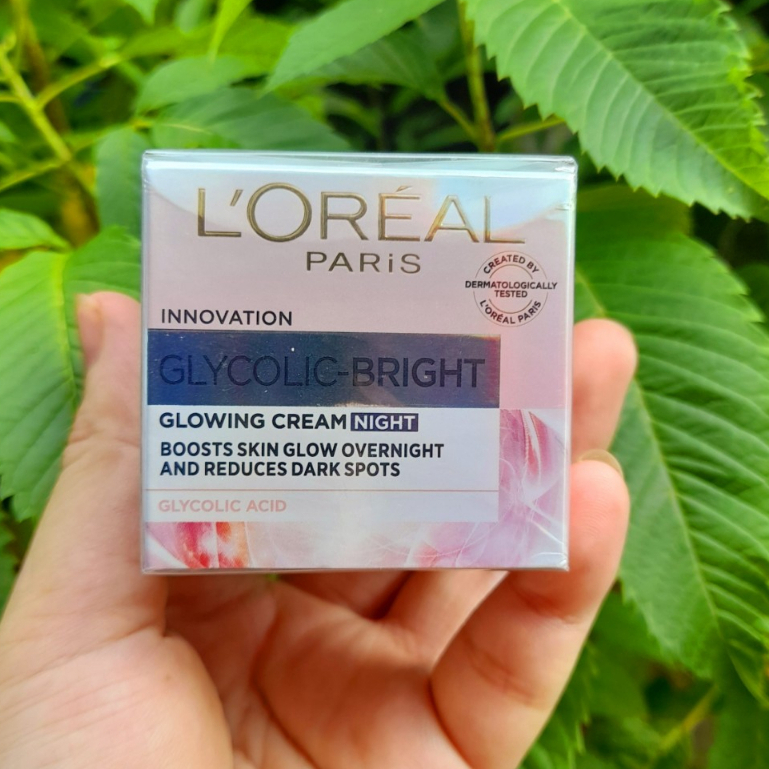 L'ORÉAL
PARiS
CREATED BY
DERMATOLOGICALLY
TESTED
L'ORÉAL PARIS
INNOVATION
GLYCOLIC-BRIGHT
GLOWING CREAM NIGHT
BOOSTS SKIN GLOW OVERNIGHT
AND REDUCES DARK SPOTS
GLYCOLIC ACID